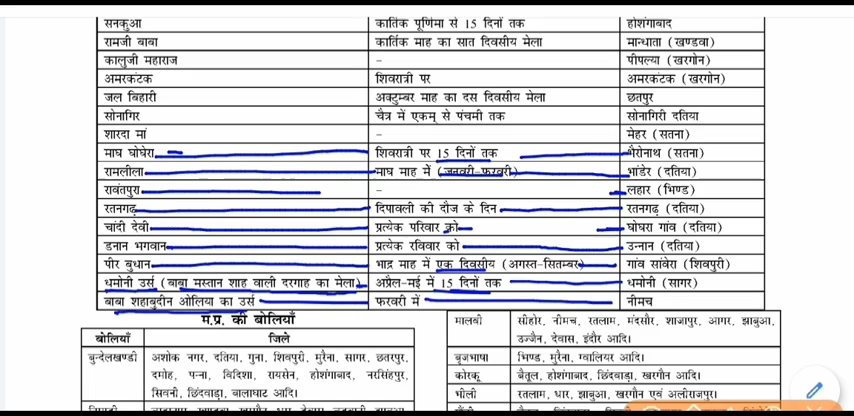 सनकुआ कार्तिक पूर्णिमा से 15 दिनों तक होशंगाबाद
रामजी बाबा कार्तिक माह का सात दिवसीय मेला मान्धाता (खण्डवा)
कालुजी महाराज – पीपल्या (खरगोन)
अमरकंटक शिवरात्री पर अमरकंटक (खरगोन)
जल बिहारी अक्टुम्बर माह का दस दिवसीय मेला छतपुर
सोनागिर चैत्र में एकम् से पंचमी तक सोनागिरी दतिया
शारदा मां – मेहर (सतना)
माघ घोघेरा शिवरात्री पर 15 दिनों तक भैरोनाथ (सतना)
रामलीला माघ माह में (जनवरी-फरवरी) भांडेर (दतिया)
रावंतपुरा – लहार (भिण्ड)
रतनगढ़ दिपावली की दौज के दिन रतनगढ़ (दतिया)
चांदी देवी प्रत्येक परिवार को घोघरा गांव (दतिया)
डनान भगवान प्रत्येक रविवार को उन्नान (दतिया)
पीर बुधान भाद्र माह में एक दिवसीय (अगस्त-सितम्बर) गांव सांवेरा (शिवपुरी)
धमोनी उर्स (बाबा मस्तान शाह वाली दरगाह का मेला) अप्रैल-मई में 15 दिनों तक धमोनी (सागर)
बाबा शहाबुदीन ओलिया का उर्स फरवरी में नीमच
म.प्र. की बोलियाँ
बोलियाँ जिले
बुन्देलखण्डी अशोक नगर, दतिया, गुना, शिवपुरी, मुरैना, सागर, छतरपुर,
दमोह, पन्ना, बिदिशा, रायसेन, होशंगाबाद, नरसिंहपुर,
सिवनी, छिंदवाड़ा, बालाघाट आदि।
मालवी सीहोर, नीमच, रतलाम, मंदसौर, शाजापुर, आगर, झाबुआ,
उज्जैन, देवास, इंदौर आदि।
बृजभाषा भिण्ड, मुरैना, ग्वालियर आदि।
कोरकू बैतूल, होशंगाबाद, छिंदवाड़ा, खरगौन आदि।
भीली रतलाम, धार, झाबुआ, खरगौन एवं अलीराजपुर।